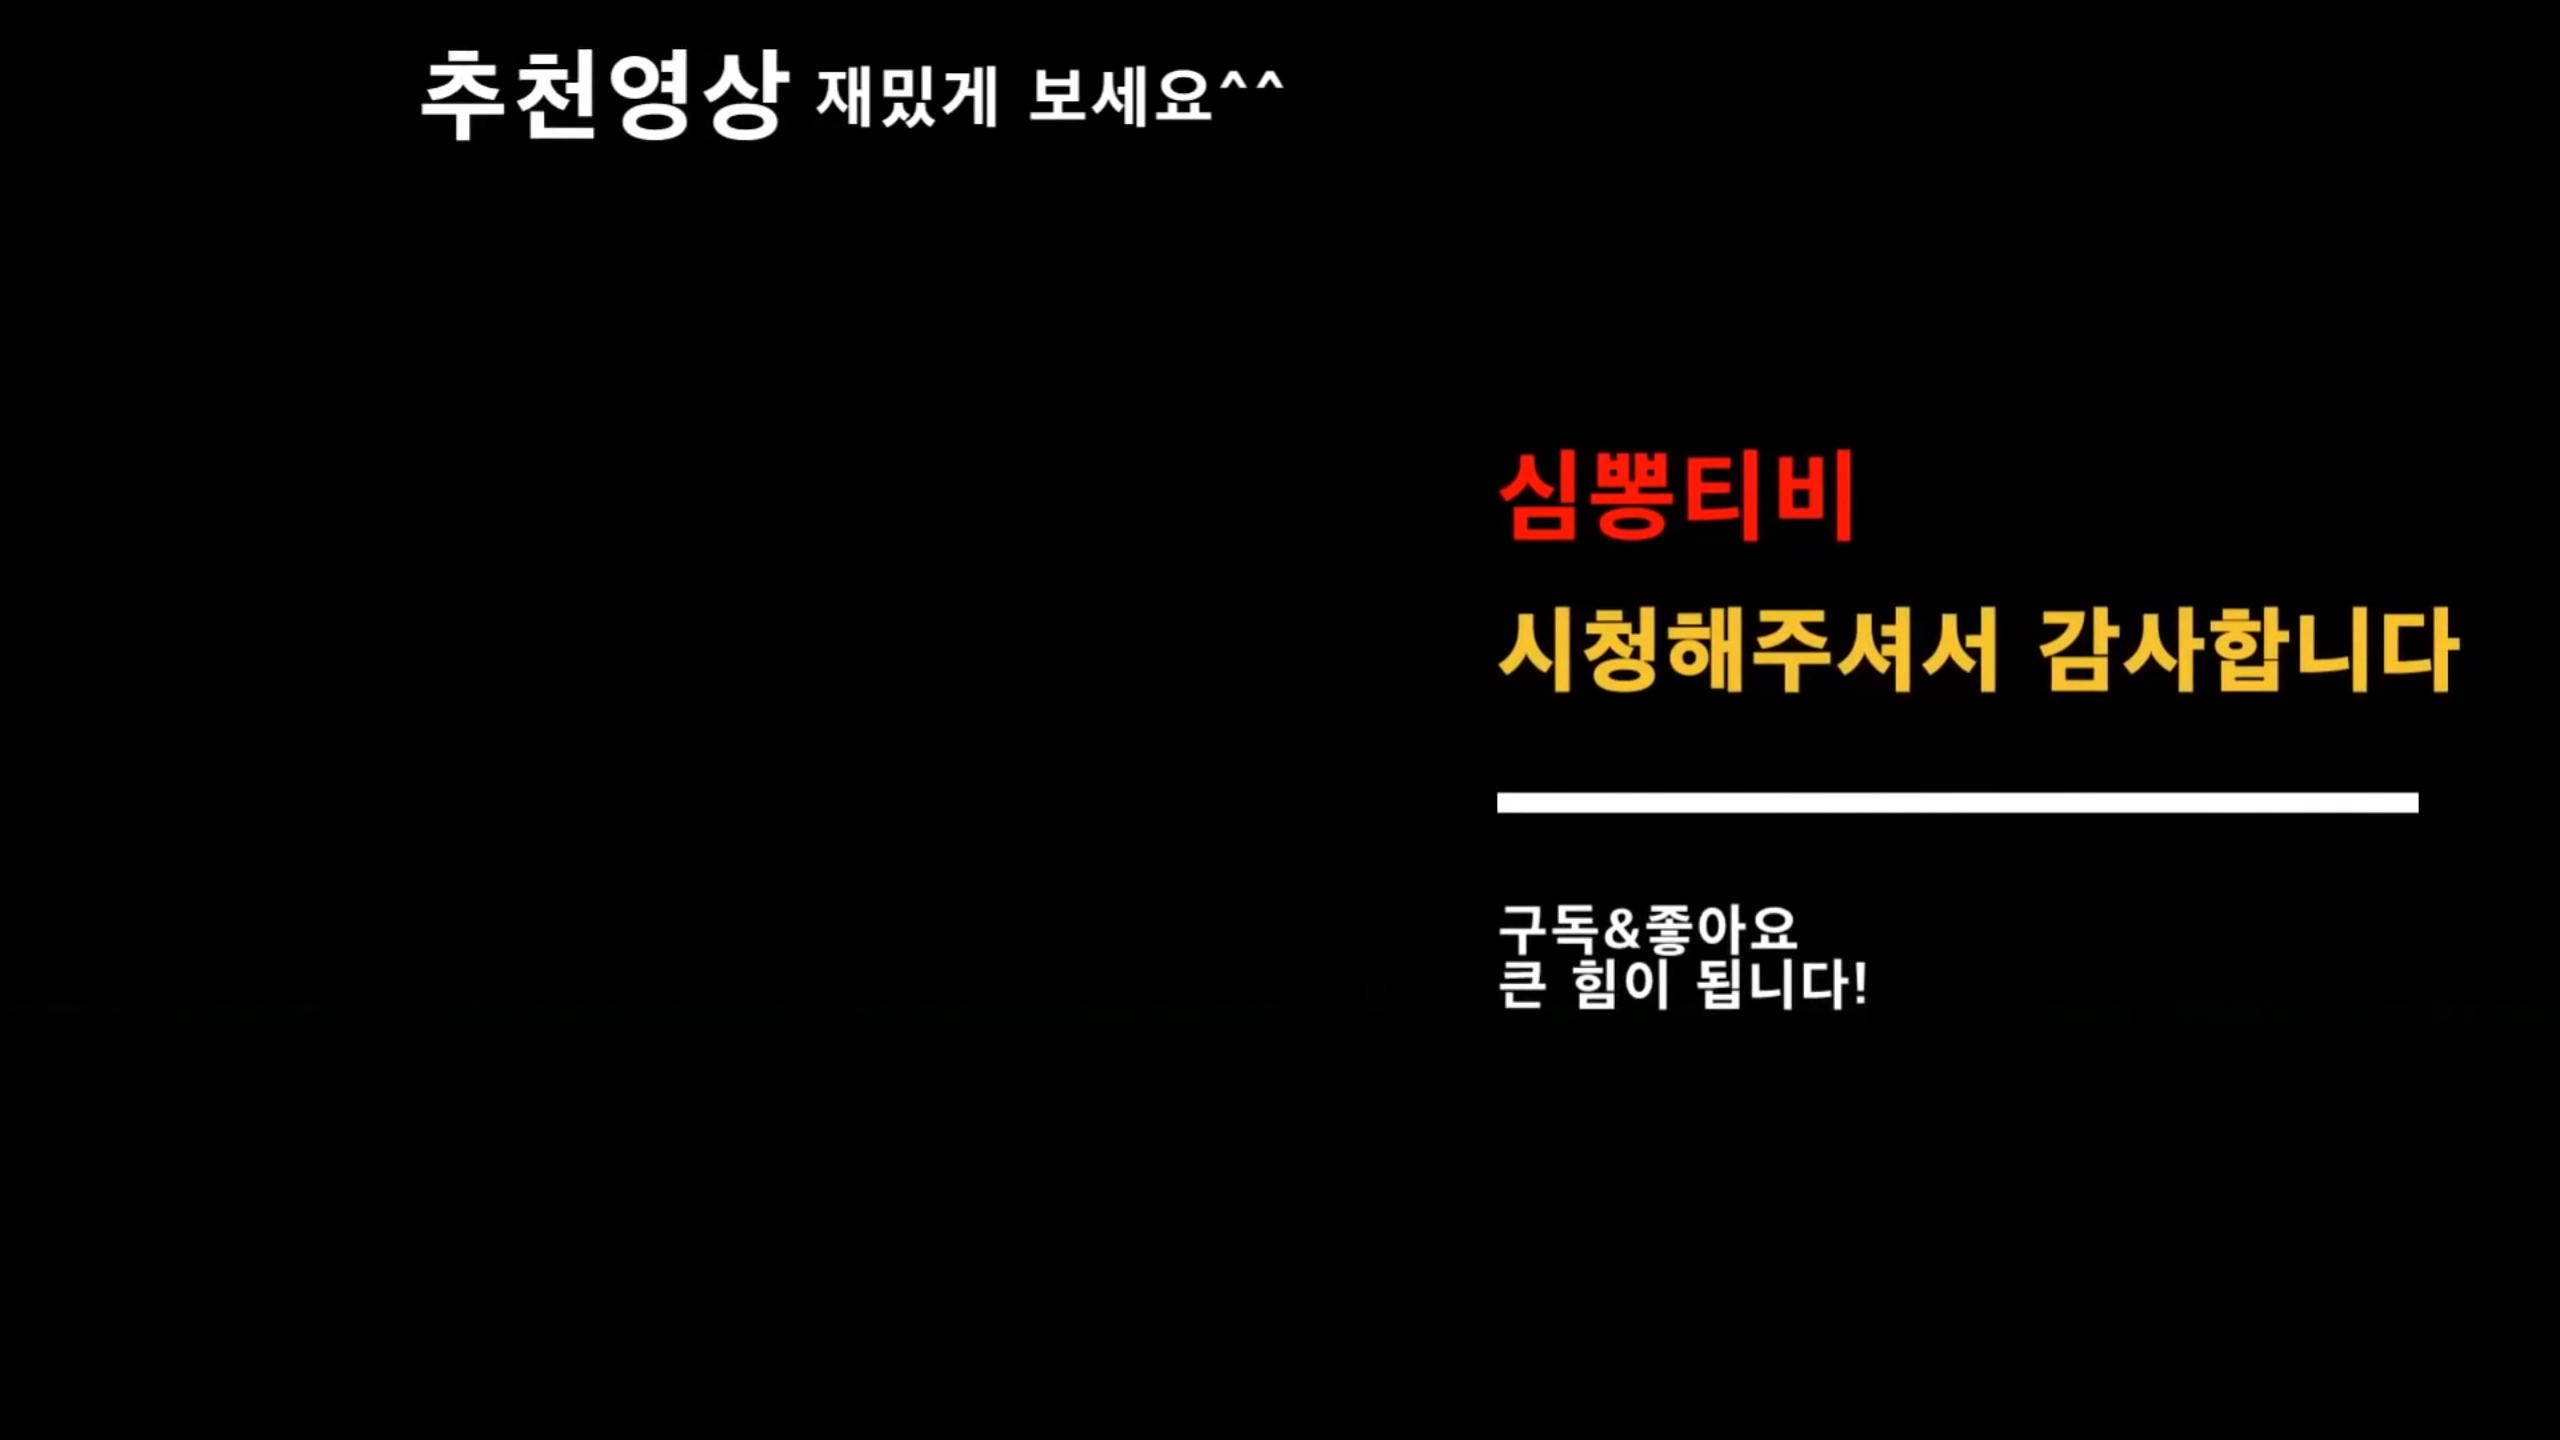 추천영상 재밌게 보세요^^
심뽕티비
시청해주셔서 감사합니다
구독&좋아요
큰 힘이 됩니다!